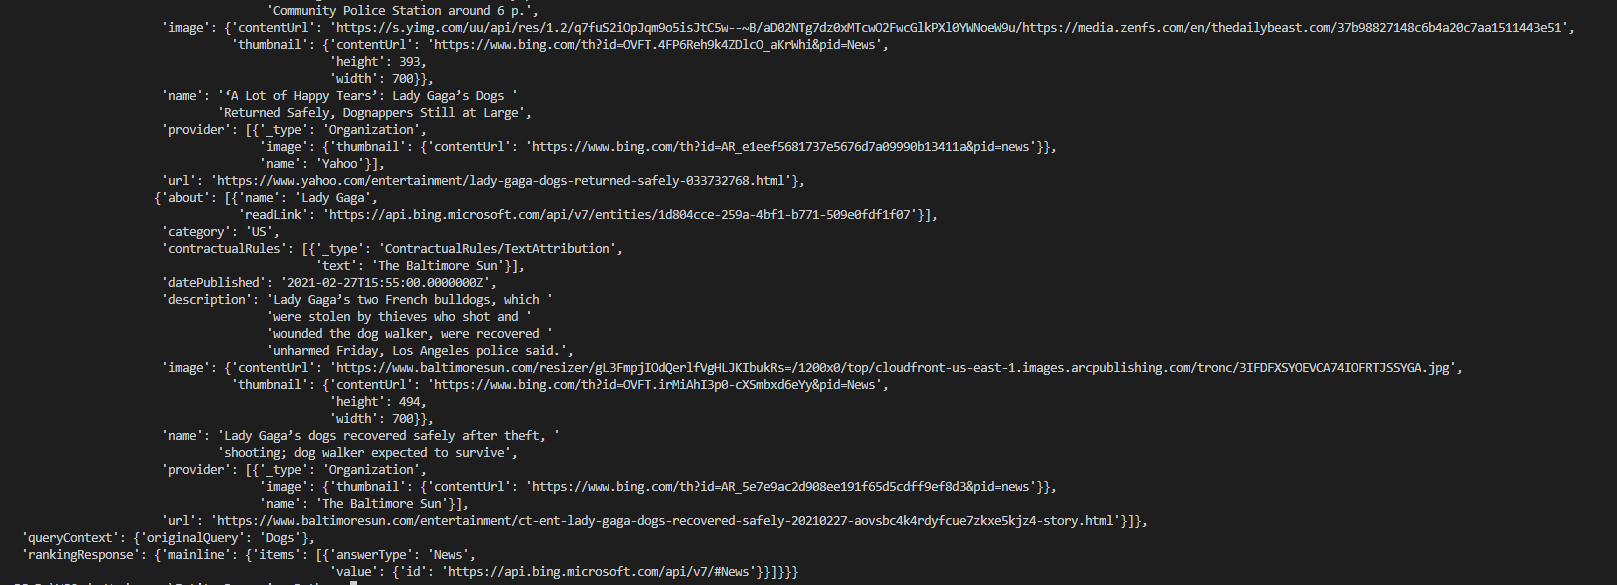 'Community Police Station around 6 p.',
'image': {'contentUrl': 'https://s.yimg.com/uu/api/res/1.2/q7fuS2iOpJqm9o5isJtC5w--~B/aD02NTg7dz0xMTcwO2FwcGlkPXl0YWNoeW9u/https://media.zenfs.com/en/thedailybeast.com/37b98827148c6b4a20c7aa1511443e51',
'thumbnail': {'contentUrl': 'https://www.bing.com/th?id=OVFT.4FP6Reh9k4ZDlcO_aKrWhi&pid=News',
'height': 393,
'width': 700}},
'name': '‘A Lot of Happy Tears’: Lady Gaga’s Dogs '
'Returned Safely, Dognappers Still at Large',
'provider': [{'_type': 'Organization',
'image': {'thumbnail': {'contentUrl': 'https://www.bing.com/th?id=AR_e1eef5681737e5676d7a09990b13411a&pid=news'}},
'name': 'Yahoo'}],
'url': 'https://www.yahoo.com/entertainment/lady-gaga-dogs-returned-safely-033732768.html'},
{'about': [{'name': 'Lady Gaga',
'readLink': 'https://api.bing.microsoft.com/api/v7/entities/1d804cce-259a-4bf1-b771-509e0fdf1f07'}],
'category': 'US',
'contractualRules': [{'_type': 'ContractualRules/TextAttribution',
'text': 'The Baltimore Sun'}],
'datePublished': '2021-02-27T15:55:00.0000000Z',
'description': 'Lady Gaga’s two French bulldogs, which '
'were stolen by thieves who shot and '
'wounded the dog walker, were recovered '
'unharmed Friday, Los Angeles police said.',
'image': {'contentUrl': 'https://www.baltimoresun.com/resizer/gL3FmpjIOdQerlfVgHLJKIbukRs=/1200x0/top/cloudfront-us-east-1.images.arcpublishing.com/tronc/3IFDFXSYOEVCA74IOFRTJSSYGA.jpg',
'thumbnail': {'contentUrl': 'https://www.bing.com/th?id=OVFT.irMiAhI3p0-cXSmbxd6eYy&pid=News',
'height': 494,
'width': 700}},
'name': 'Lady Gaga’s dogs recovered safely after theft, '
'shooting; dog walker expected to survive',
'provider': [{'_type': 'Organization',
'image': {'thumbnail': {'contentUrl': 'https://www.bing.com/th?id=AR_5e7e9ac2d908ee191f65d5cdff9ef8d3&pid=news'}},
'name': 'The Baltimore Sun'}],
'url': 'https://www.baltimoresun.com/entertainment/ct-ent-lady-gaga-dogs-recovered-safely-20210227-aovsbc4k4rdyfcue7zkxe5kjz4-story.html'}],
'queryContext': {'originalQuery': 'Dogs'},
'rankingResponse': {'mainline': {'items': [{'answerType': 'News',
'value': {'id': 'https://api.bing.microsoft.com/api/v7/#News'}}]}}}